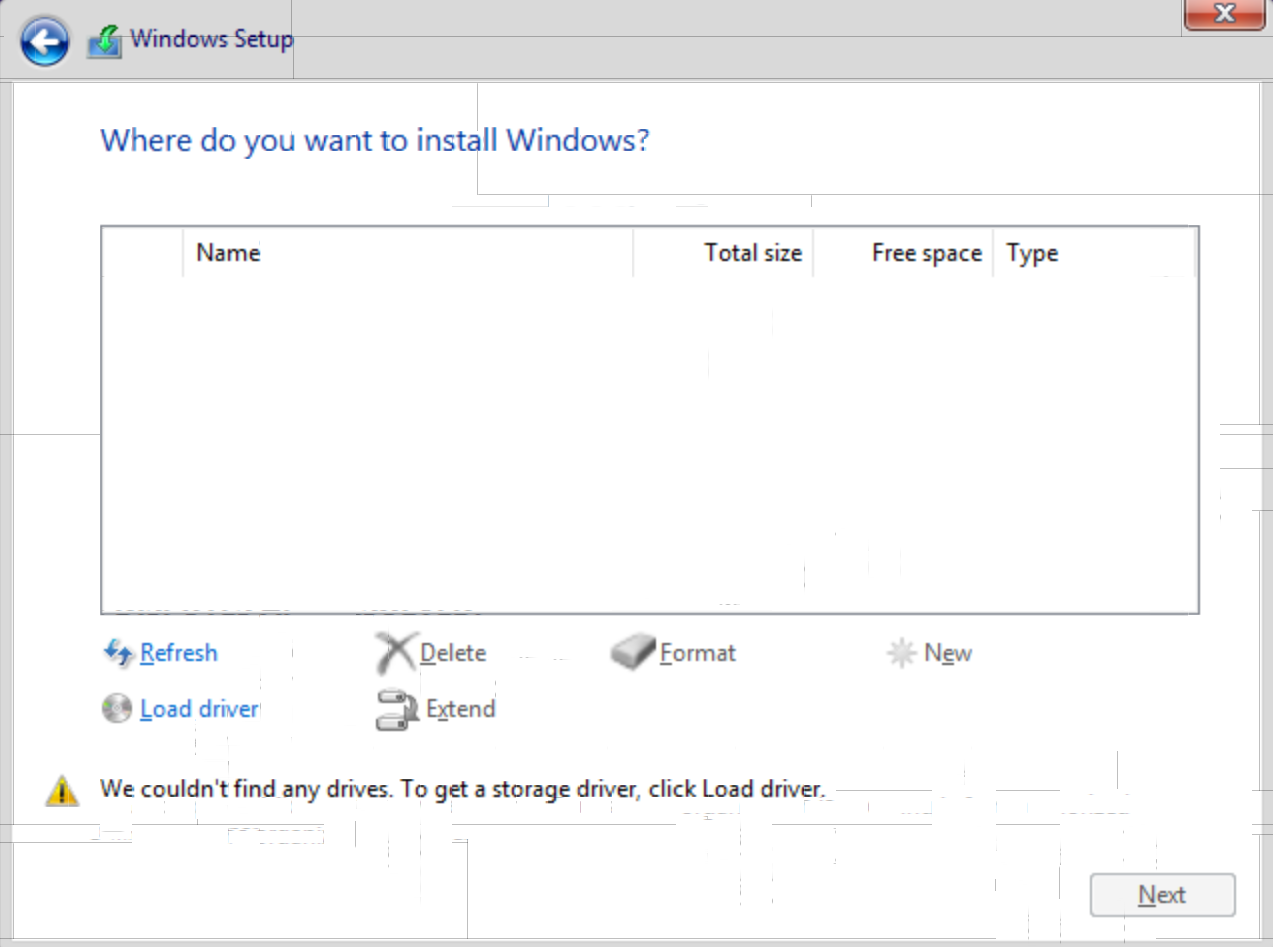 Windows Setup
Where do you want to install Windows?
Name Total size Free space Type
Refresh Delete Format New
Load driver Extend
We couldn't find any drives. To get a storage driver, click Load driver.
Next